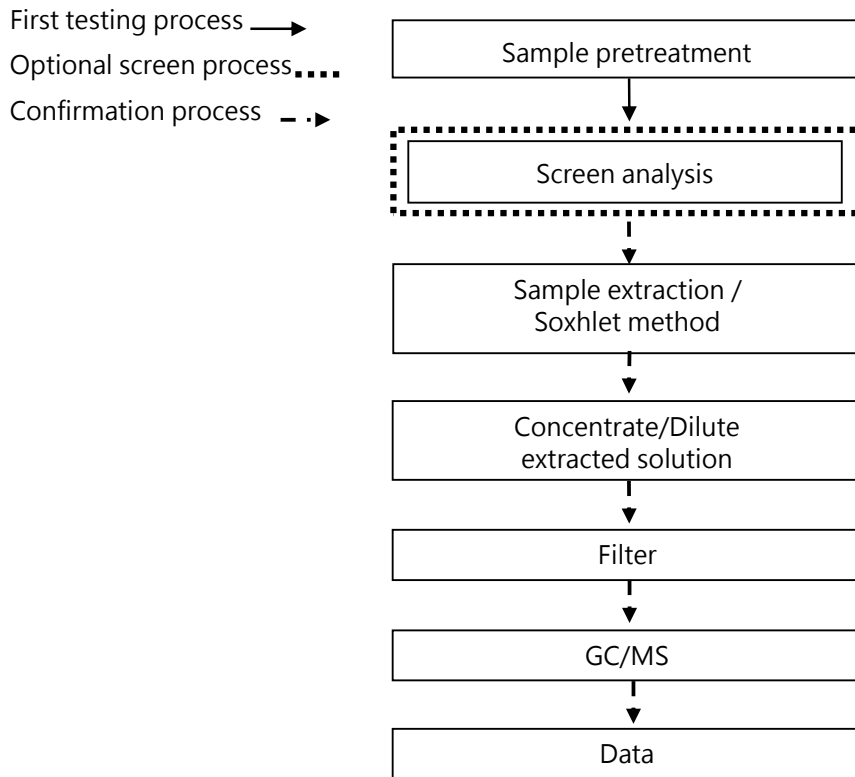 First testing process
Optional screen process
Confirmation process
Sample pretreatment
Screen analysis
Sample extraction /
Soxhlet method
Concentrate/Dilute
extracted solution
Filter
GC/MS
Data